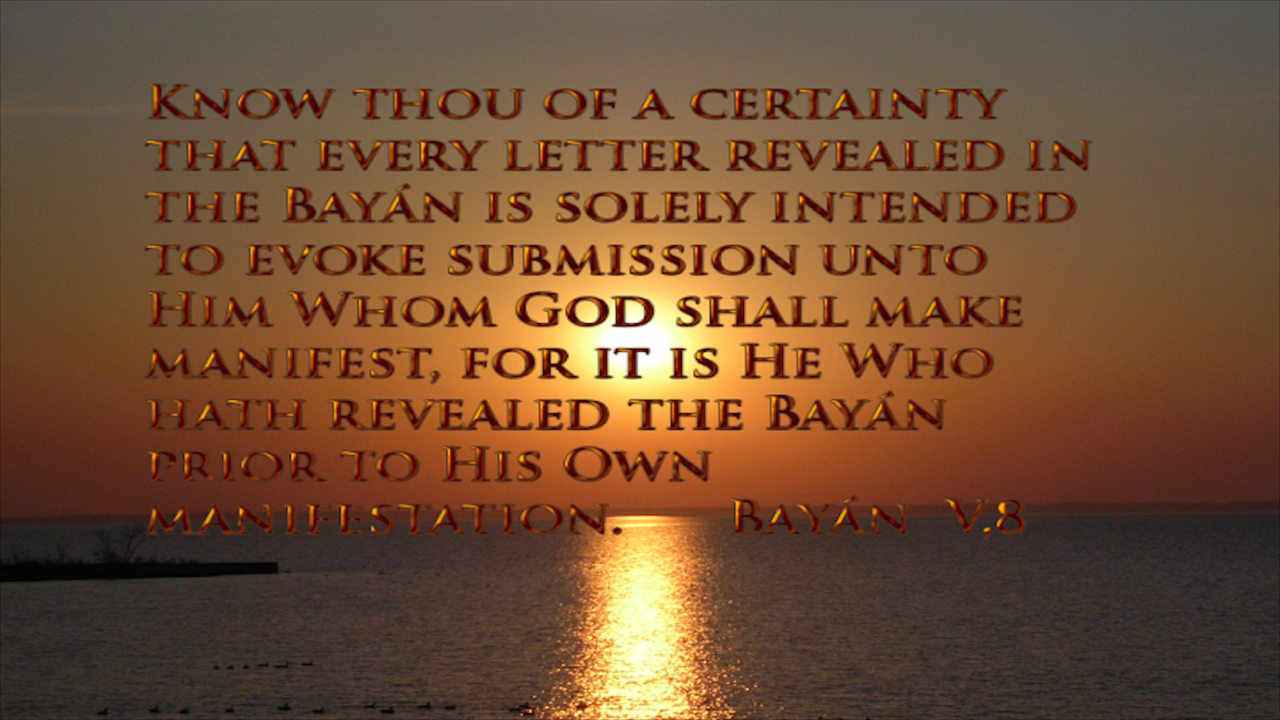 Know thou of a certainty
that every letter revealed in
the Bayán is solely intended
to evoke submission unto
Him Whom God shall make
manifest, for it is He Who
hath revealed the Bayán
prior to His Own
manifestation. Bayán V,8